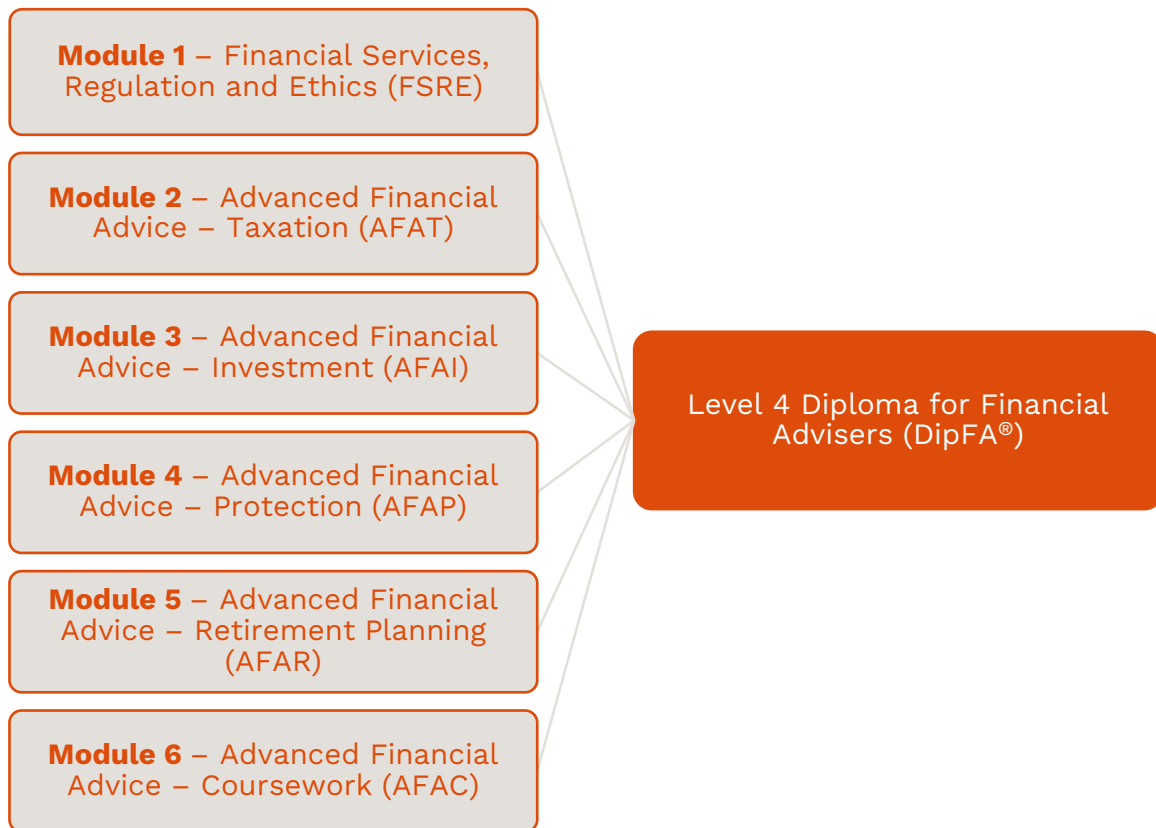 Module 1 – Financial Services,
Regulation and Ethics (FSRE)
Module 2 – Advanced Financial
Advice – Taxation (AFAT)
Module 3 – Advanced Financial
Advice – Investment (AFAI)
Module 4 – Advanced Financial
Advice – Protection (AFAP)
Module 5 – Advanced Financial
Advice – Retirement Planning
(AFAR)
Module 6 – Advanced Financial
Advice – Coursework (AFAC)
Level 4 Diploma for Financial
Advisers (DipFA®)